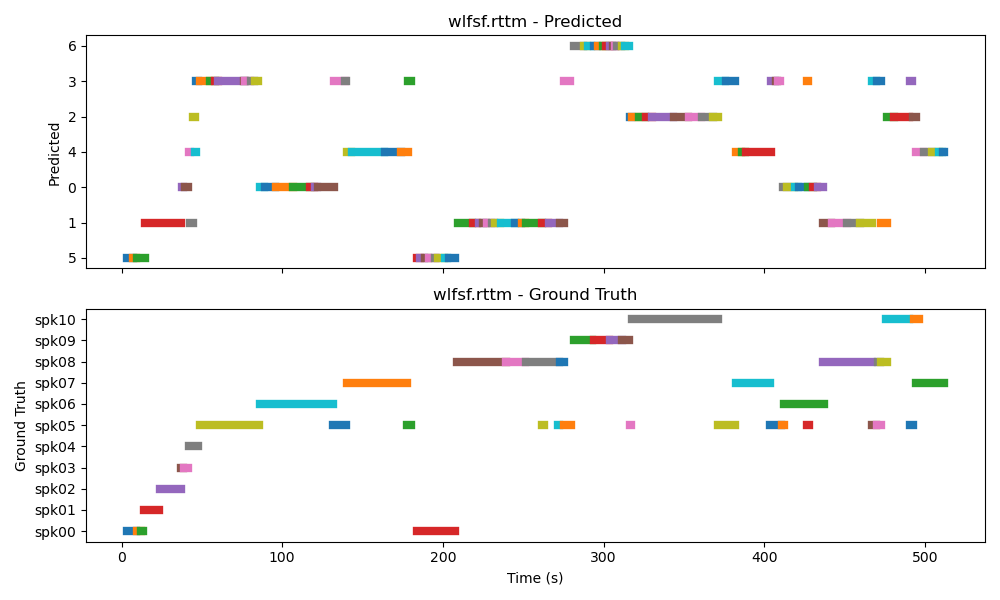 wlfsf.rttm - Predicted
6
3
2
4
0
1
5
Predicted
wlfsf.rttm - Ground Truth
spk10
spk09
spk08
spk07
spk06
spk05
spk04
spk03
spk02
spk01
spk00
Ground Truth
0 100 200 300 400 500
Time (s)